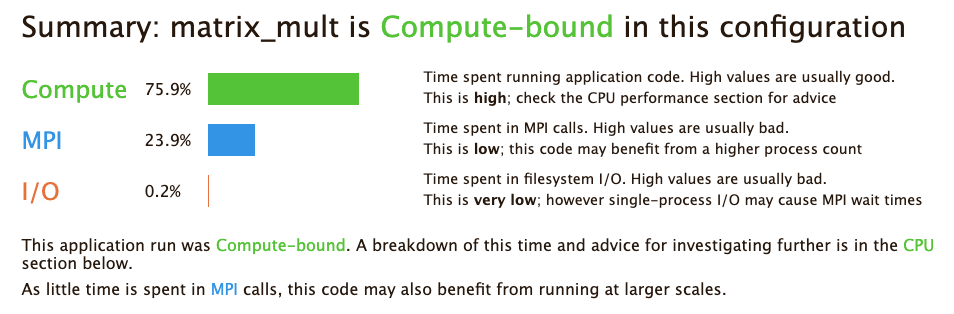 Summary: matrix_mult is Compute-bound in this configuration
Compute 75.9% Time spent running application code. High values are usually good.
This is high; check the CPU performance section for advice
MPI 23.9% Time spent in MPI calls. High values are usually bad.
This is low; this code may benefit from a higher process count
I/O 0.2% Time spent in filesystem I/O. High values are usually bad.
This is very low; however single-process I/O may cause MPI wait times
This application run was Compute-bound. A breakdown of this time and advice for investigating further is in the CPU
section below.
As little time is spent in MPI calls, this code may also benefit from running at larger scales.